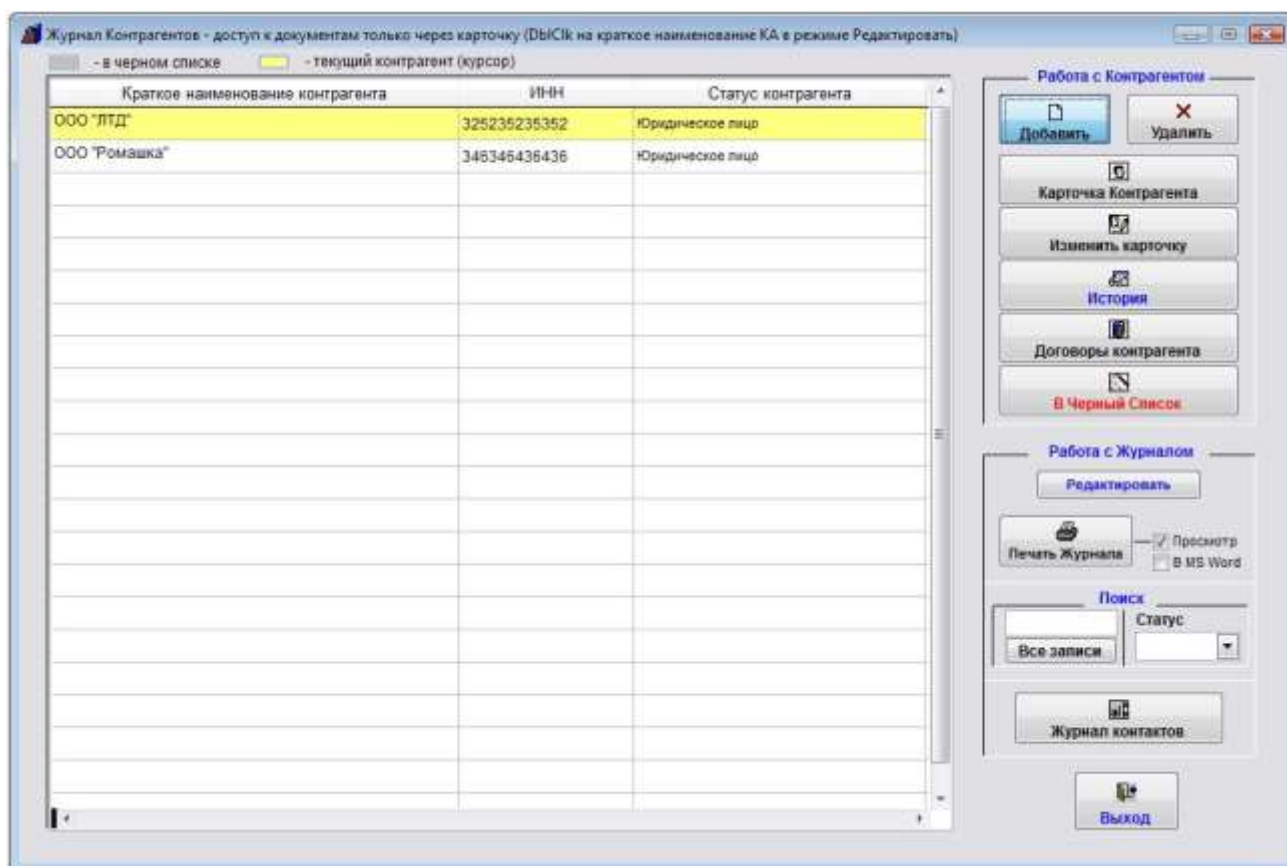 Журнал Контрагентов - доступ к документам только через карточку (DblClk на краткое наименование КА в режиме Редактировать)
- в черном списке - текущий контрагент (курсор)
Краткое наименование контрагента ИНН Статус контрагента
ООО "ЛТД" 325235235352 Юридическое лицо
ООО "Ромашка" 346346436436 Юридическое лицо
Работа с Контрагентом
Добавить Удалить
Карточка Контрагента
Изменить карточку
История
Договоры контрагента
В Черный Список
Работа с Журналом
Редактировать
Печать Журнала Просмотр
В MS Word
Поиск
Статус
Все записи
Журнал контактов
Выход